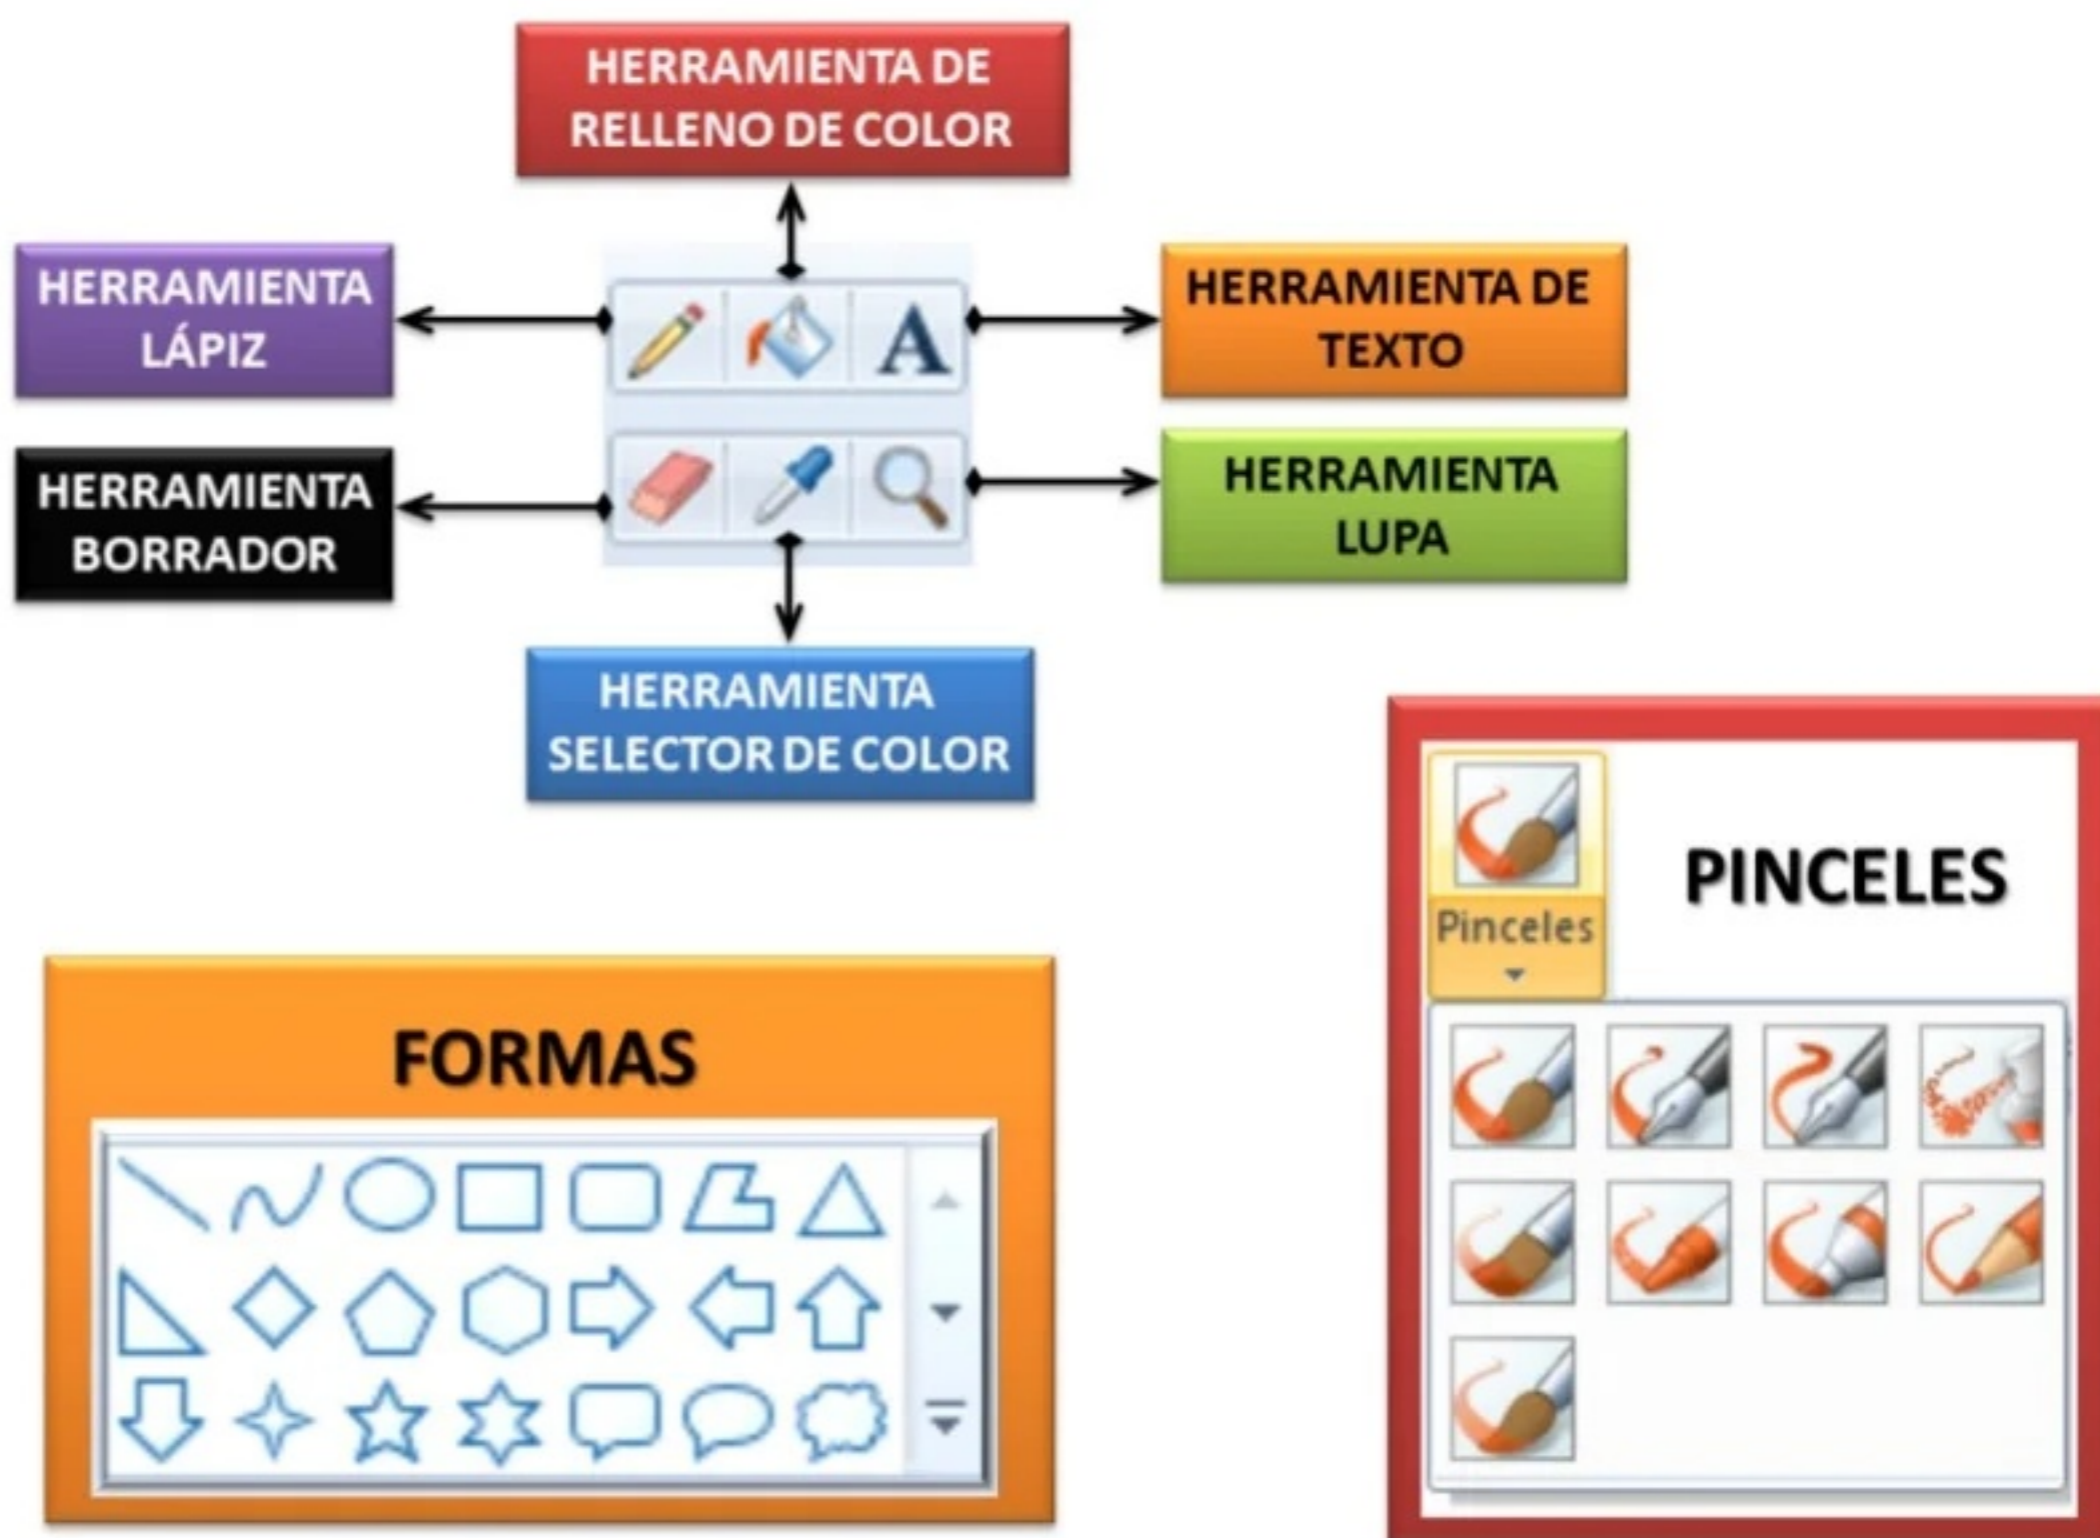 HERRAMIENTA DE
RELLENO DE COLOR
HERRAMIENTA
LÁPIZ
HERRAMIENTA DE
TEXTO
HERRAMIENTA
BORRADOR
HERRAMIENTA
LUPA
HERRAMIENTA
SELECTOR DE COLOR
PINCELES
Pinceles
FORMAS